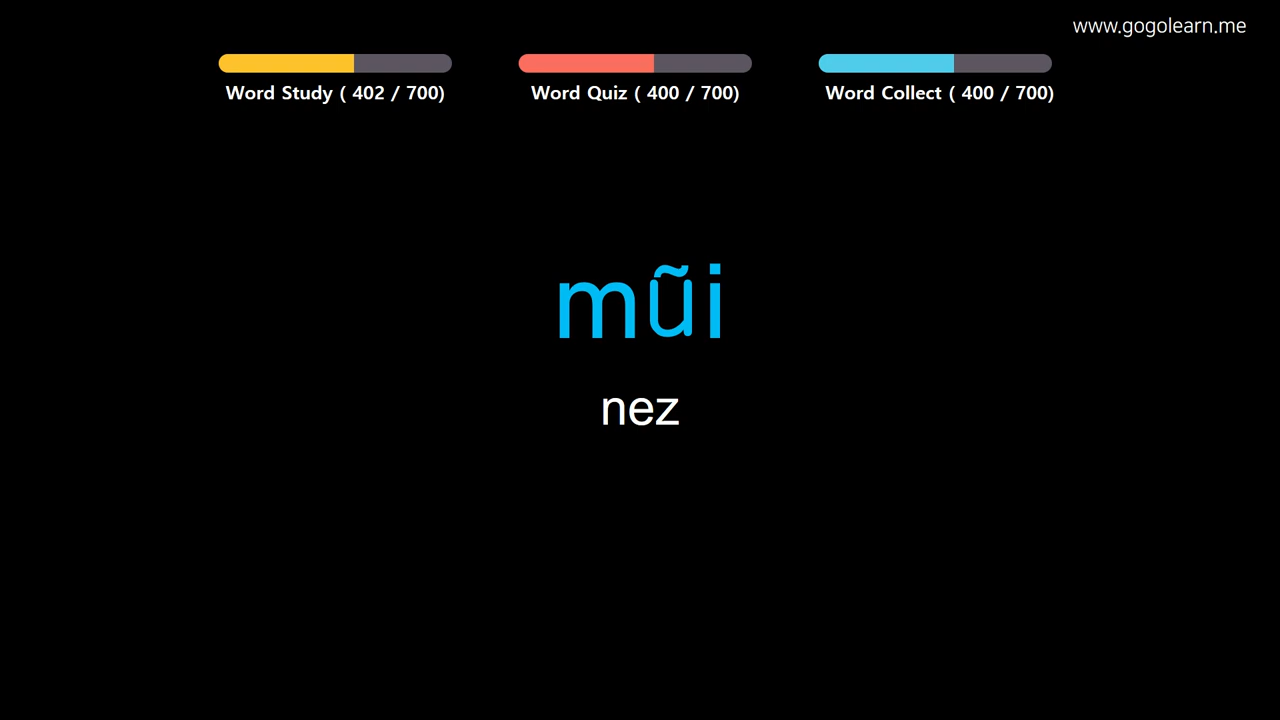 www.gogolearn.me
Word Study ( 402 / 700)
Word Quiz ( 400 / 700)
Word Collect ( 400 / 700)
mũi
nez